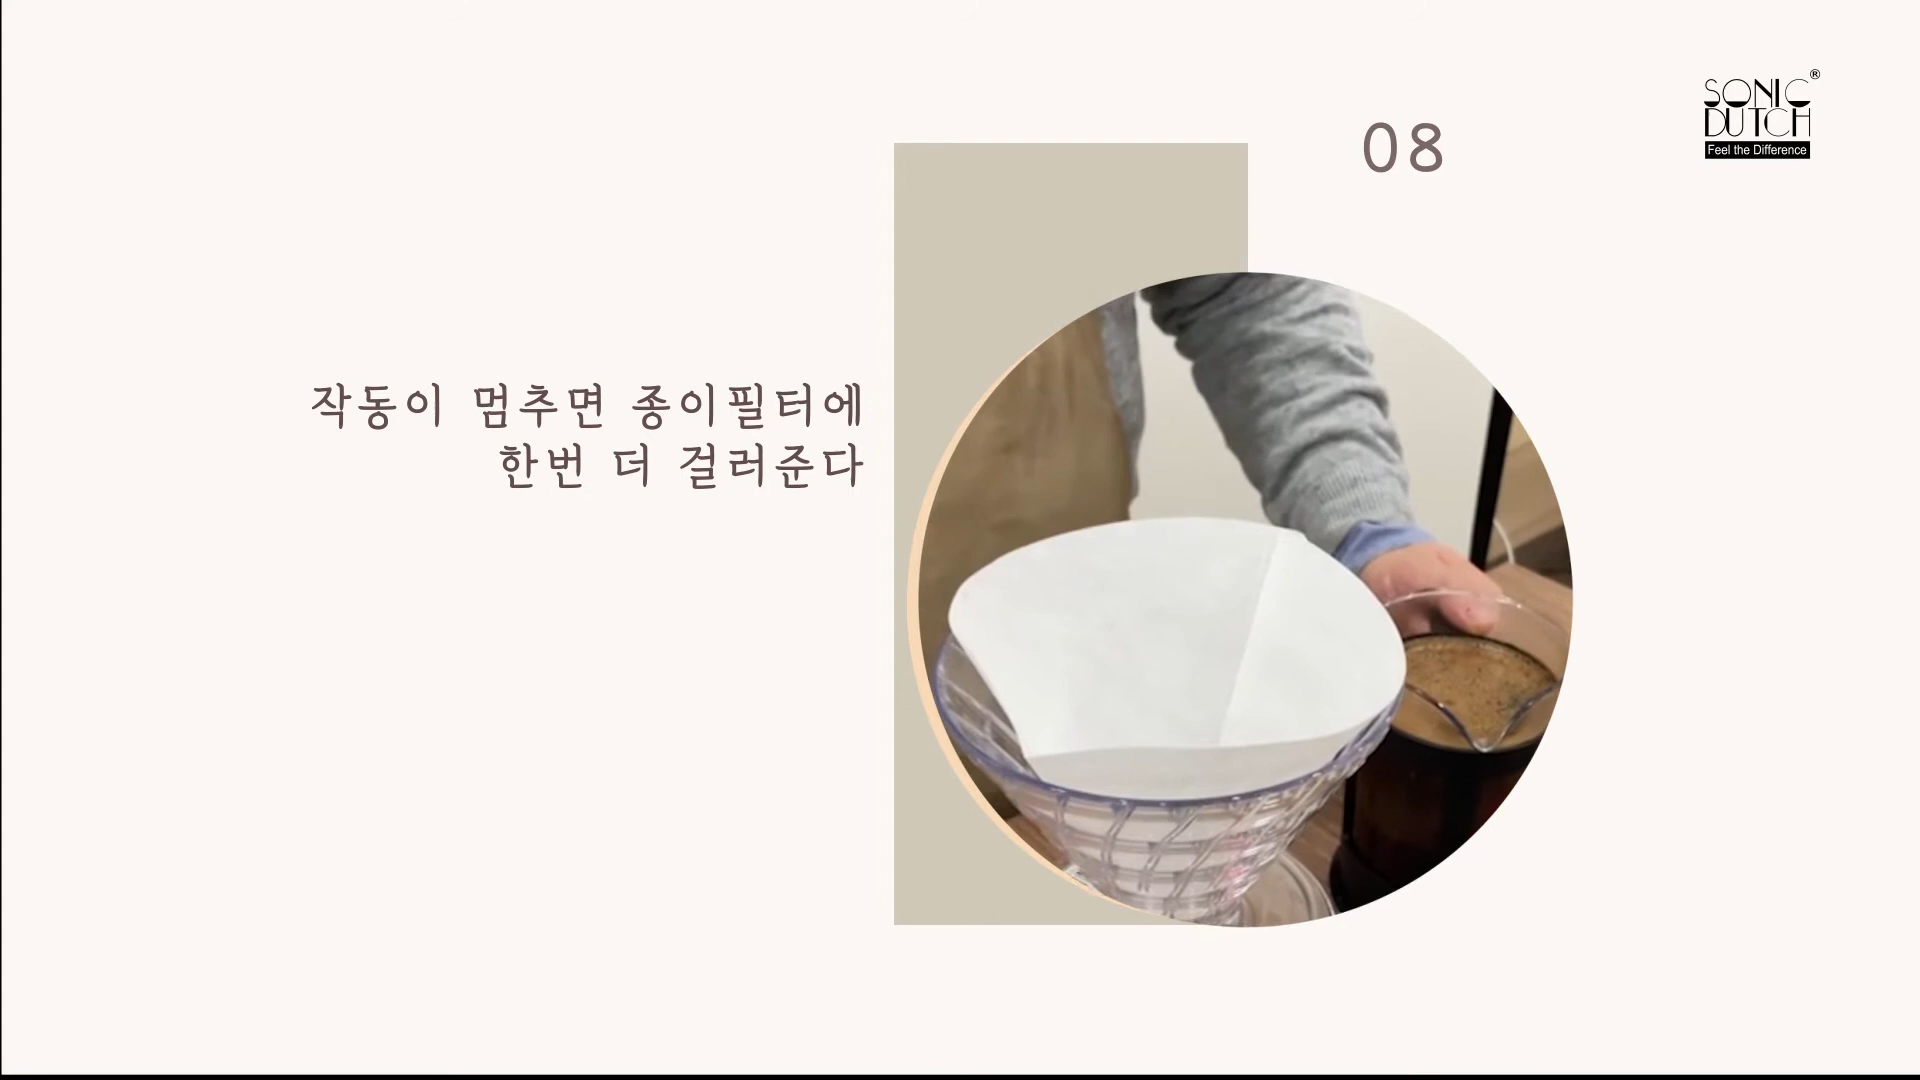 SONIC®
DUTCH
Feel the Difference
08
작동이 멈추면 종이필터에
한번 더 걸러준다